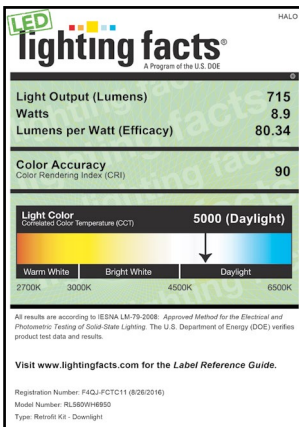 LED
HALO
lighting facts®
A Program of the U.S. DOE
Light Output (Lumens) 715
Watts 8.9
Lumens per Watt (Efficacy) 80.34
Color Accuracy
Color Rendering Index (CRI) 90
Light Color
Correlated Color Temperature (CCT) 5000 (Daylight)
Warm White Bright White Daylight
2700K 3000K 4500K 6500K
All results are according to IESNA LM-79-2008: Approved Method for the Electrical and
Photometric Testing of Solid-State Lighting. The U.S. Department of Energy (DOE) verifies
product test data and results.
Visit www.lightingfacts.com for the Label Reference Guide.
Registration Number: F4QJ-FCTC11 (8/26/2016)
Model Number: RL560WH6950
Type: Retrofit Kit - Downlight